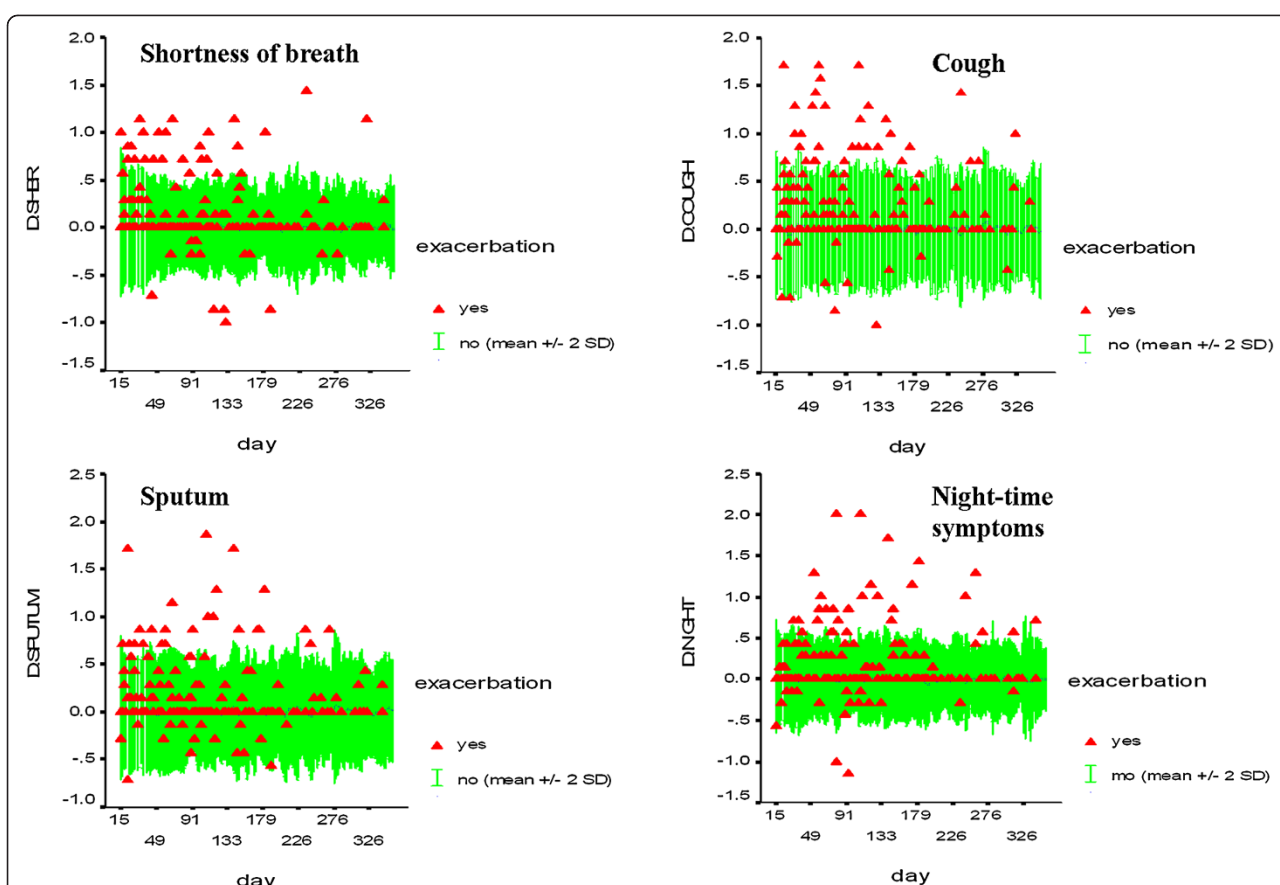 Shortness of breath
2.0
1.5
1.0
.5
0.0
-.5
-1.0
-1.5
D.SHBR
15 91 179 276
49 133 226 326
day
exacerbation
yes
no (mean +/- 2 SD)
Cough
2.0
1.5
1.0
.5
0.0
-.5
-1.0
-1.5
D.COUGH
15 91 179 276
49 133 226 326
day
exacerbation
yes
no (mean +/- 2 SD)
Sputum
2.5
2.0
1.5
1.0
.5
0.0
-.5
-1.0
D.SPUTUM
15 91 179 276
49 133 226 326
day
exacerbation
yes
no (mean +/- 2 SD)
Night-time
symptoms
2.5
2.0
1.5
1.0
.5
0.0
-.5
-1.0
-1.5
D.NIGHT
15 91 179 276
49 133 226 326
day
exacerbation
yes
mo (mean +/- 2 SD)